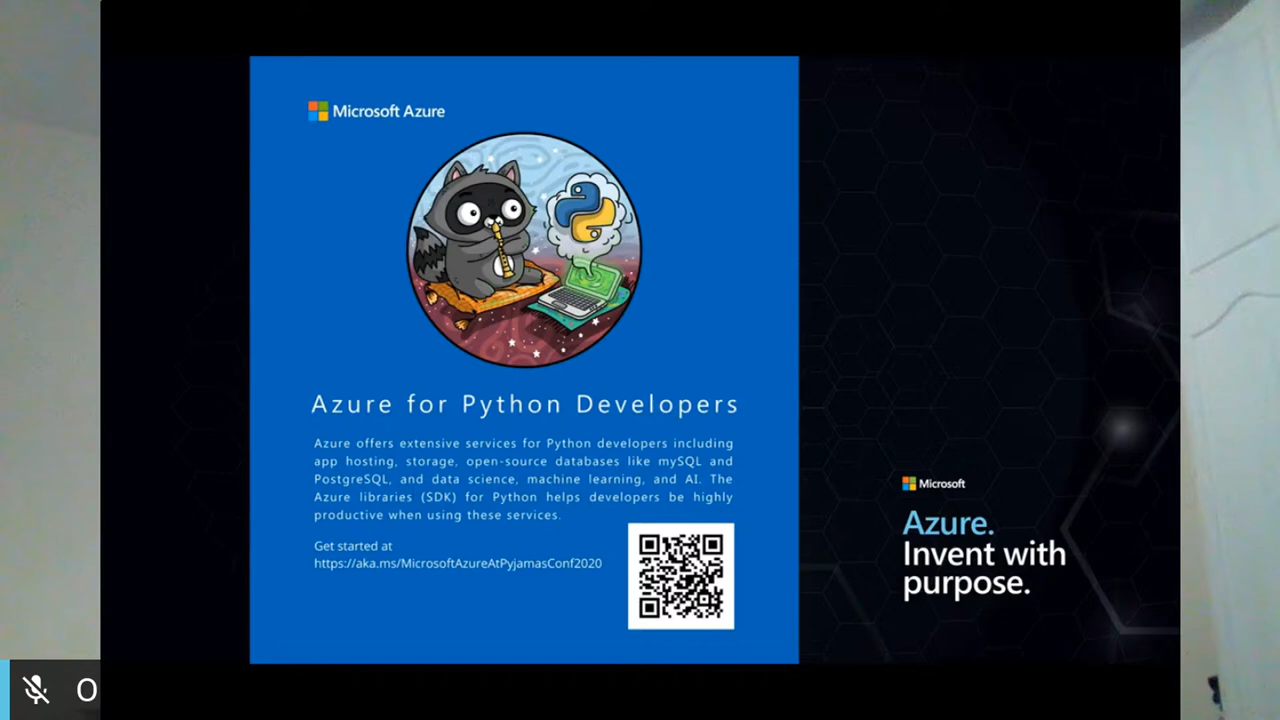 Microsoft Azure
Azure for Python Developers
Azure offers extensive services for Python developers including
app hosting, storage, open-source databases like mySQL and
PostgreSQL, and data science, machine learning, and AI. The
Azure libraries (SDK) for Python helps developers be highly
productive when using these services.
Get started at
https://aka.ms/MicrosoftAzureAtPyjamasConf2020
Microsoft
Azure.
Invent with
purpose.
O